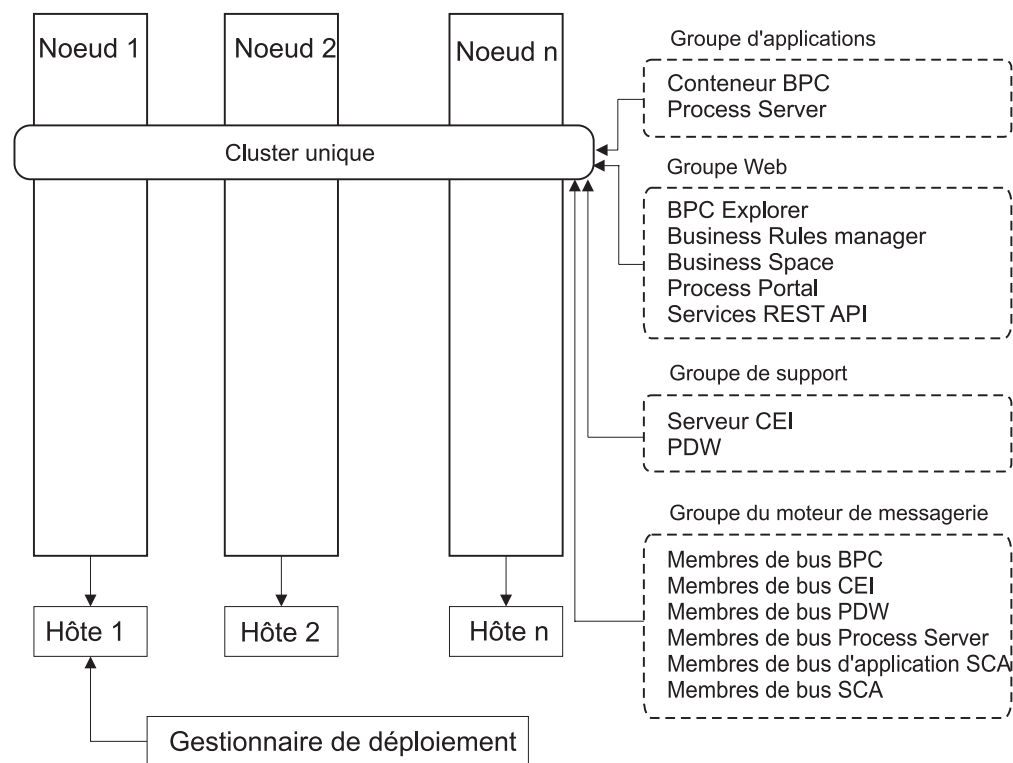 Noeud 1
Noeud 2
Noeud n
Cluster unique
Groupe d'applications
Conteneur BPC
Process Server
Groupe Web
BPC Explorer
Business Rules manager
Business Space
Process Portal
Services REST API
Groupe de support
Serveur CEI
PDW
Groupe du moteur de messagerie
Membres de bus BPC
Membres de bus CEI
Membres de bus PDW
Membres de bus Process Server
Membres de bus d'application SCA
Membres de bus SCA
Hôte 1
Hôte 2
Hôte n
Gestionnaire de déploiement